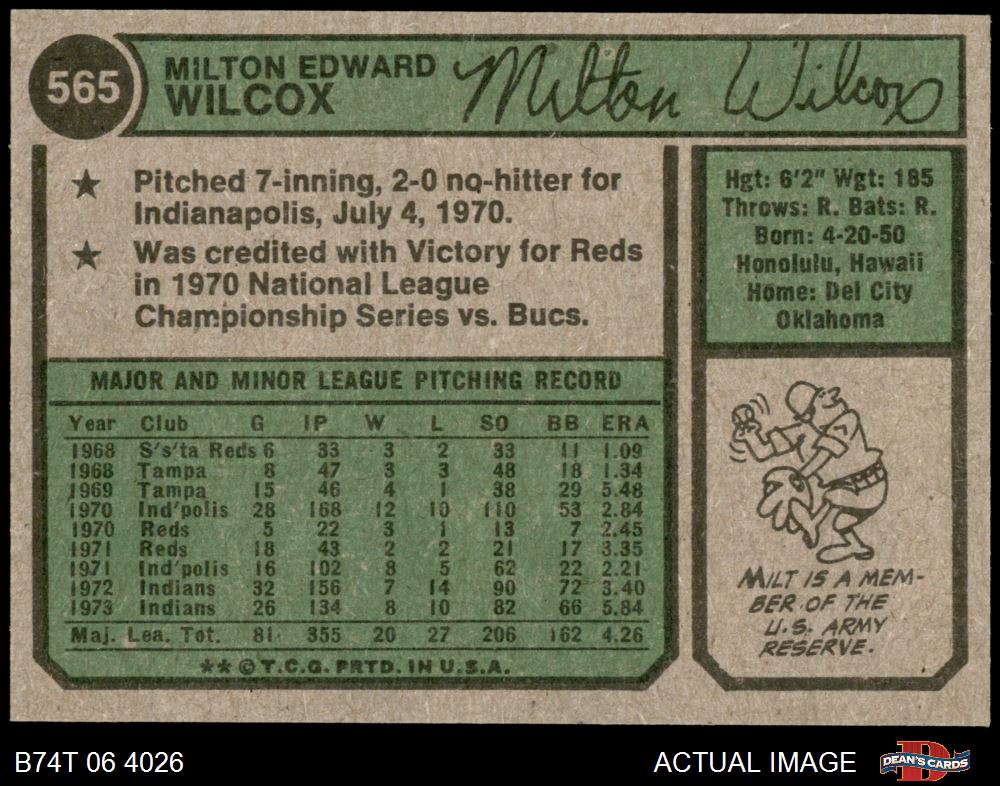 565
MILTON EDWARD
WILCOX
Milton Wilcox
★ Pitched 7-inning, 2-0 no-hitter for
Indianapolis, July 4, 1970.
★ Was credited with Victory for Reds
in 1970 National League
Championship Series vs. Bucs.
Hgt: 6'2" Wgt: 185
Throws: R. Bats: R.
Born: 4-20-50
Honolulu, Hawaii
Home: Del City
Oklahoma
MAJOR AND MINOR LEAGUE PITCHING RECORD
Year Club G IP W L SO BB ERA
1968 S's'ta Reds 6 33 3 2 33 11 1.09
1968 Tampa 8 47 3 3 48 18 1.34
1969 Tampa 15 46 4 1 38 29 5.48
1970 Ind'polis 28 168 12 10 110 53 2.84
1970 Reds 5 22 3 1 13 7 2.45
1971 Reds 18 43 2 2 21 17 3.35
1971 Ind'polis 16 102 8 5 62 22 2.21
1972 Indians 32 156 7 14 90 72 3.40
1973 Indians 26 134 8 10 82 66 5.84
Maj. Lea. Tot. 81 355 20 27 206 162 4.26
★★ © T.C.G. PRTD. IN U.S.A.
MILT IS A MEM-
BER OF THE
U.S. ARMY
RESERVE.
B74T 06 4026
ACTUAL IMAGE
DEAN'S CARDS